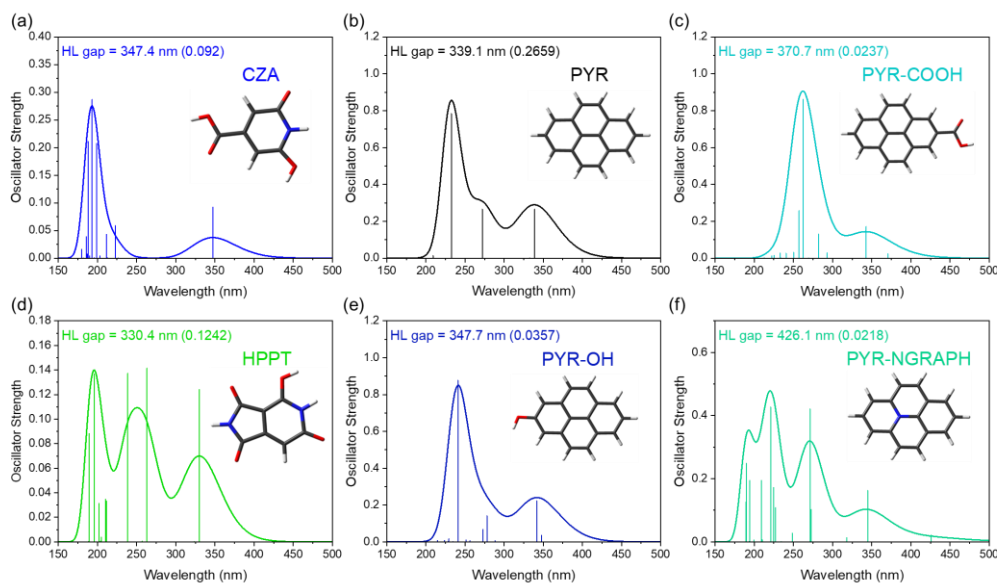 (a)
HL gap = 347.4 nm (0.092)
CZA
Oscillator Strength
0.40
0.35
0.30
0.25
0.20
0.15
0.10
0.05
0.00
150 200 250 300 350 400 450 500
Wavelength (nm)
(b)
HL gap = 339.1 nm (0.2659)
PYR
Oscillator Strength
1.2
1.0
0.8
0.6
0.4
0.2
0.0
150 200 250 300 350 400 450 500
Wavelength (nm)
(c)
HL gap = 370.7 nm (0.0237)
PYR-COOH
Oscillator Strength
1.2
1.0
0.8
0.6
0.4
0.2
0.0
150 200 250 300 350 400 450 500
Wavelength (nm)
(d)
HL gap = 330.4 nm (0.1242)
HPPT
Oscillator Strength
0.18
0.16
0.14
0.12
0.10
0.08
0.06
0.04
0.02
0.00
150 200 250 300 350 400 450 500
Wavelength (nm)
(e)
HL gap = 347.7 nm (0.0357)
PYR-OH
Oscillator Strength
1.2
1.0
0.8
0.6
0.4
0.2
0.0
150 200 250 300 350 400 450 500
Wavelength (nm)
(f)
HL gap = 426.1 nm (0.0218)
PYR-NGRAPH
Oscillator Strength
0.6
0.4
0.2
0.0
150 200 250 300 350 400 450 500
Wavelength (nm)